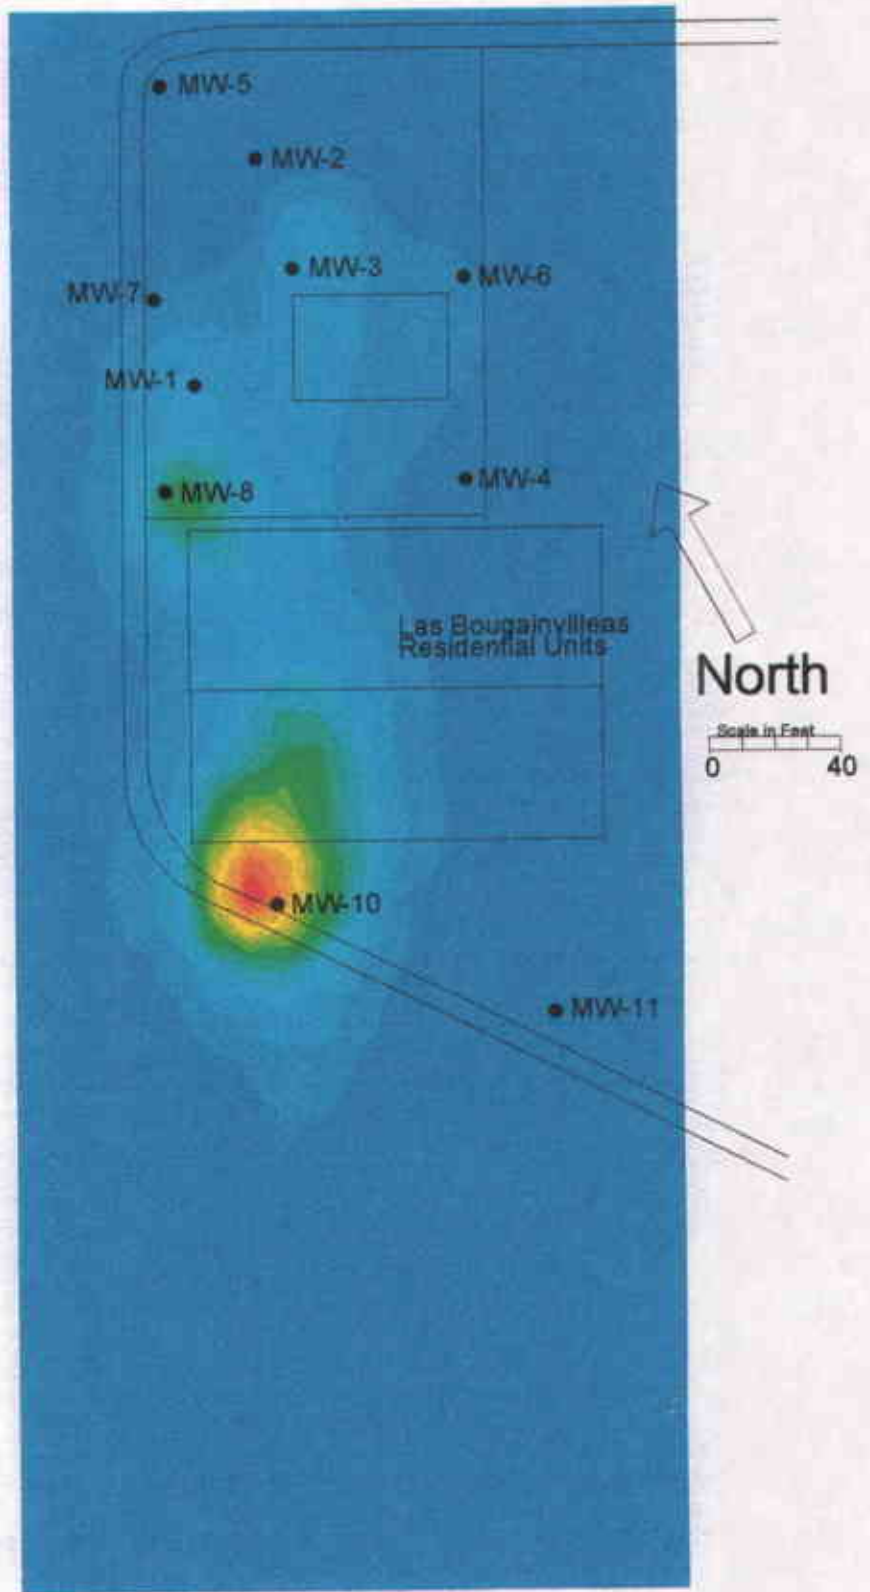 MW-5
MW-2
MW-3
MW-6
MW-7
MW-1
MW-8
MW-4
Las Bougainvilleas
Residential Units
North
Scale in Feet
0 40
MW-10
MW-11